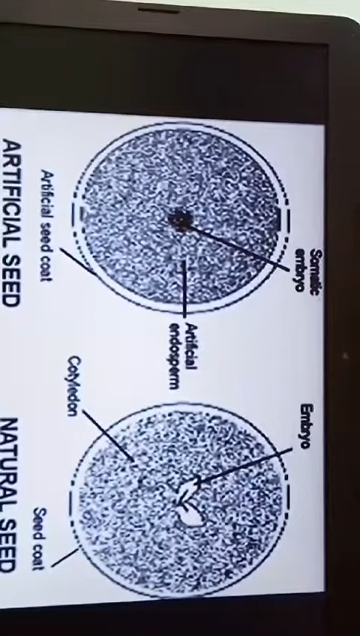 Somatic
embryo
Artificial
endosperm
Artificial seed coat
ARTIFICIAL SEED
Embryo
Cotyledon
Seed coat
NATURAL SEED